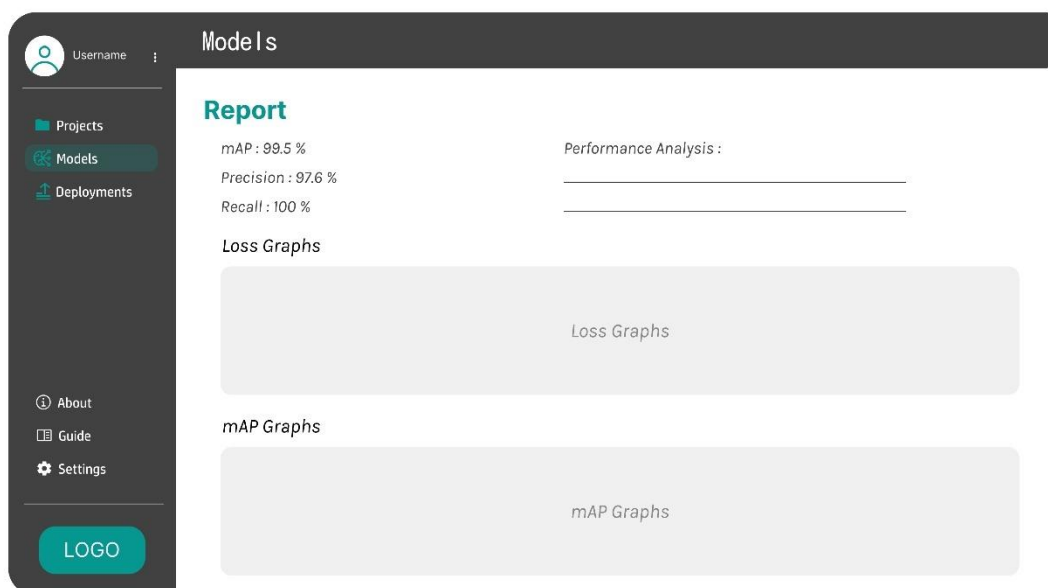 Username
Models
Projects
Models
Deployments
About
Guide
Settings
LOGO
Report
mAP : 99.5 %
Precision : 97.6 %
Recall : 100 %
Performance Analysis :
Loss Graphs
Loss Graphs
mAP Graphs
mAP Graphs